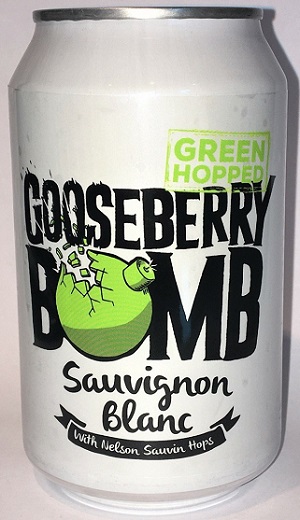 GREEN
HOPPED
GOOSEBERRY
BOMB
Sauvignon
Blanc
With Nelson Sauvin Hops